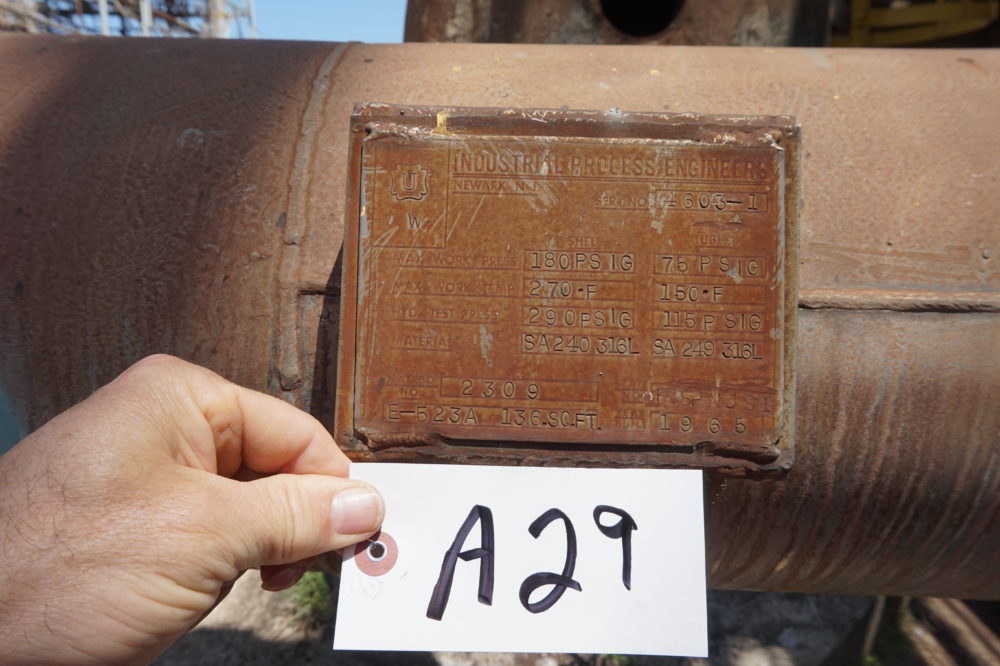 INDUSTRIAL PROCESS ENGINEERS
NEWARK, N.J.
U
W
SER. NO. 4603-1
SHELL TUBES
MAX. WORK. PRESS. 180 PSIG 75 PSIG
MAX. WORK. TEMP. 270°F 150°F
HYD. TEST PRESS. 290 PSIG 115 PSIG
MATERIAL SA240 316L SA 249 316L
NO. 2309
E-523A 136 SQ.FT. YEAR 1965
A29